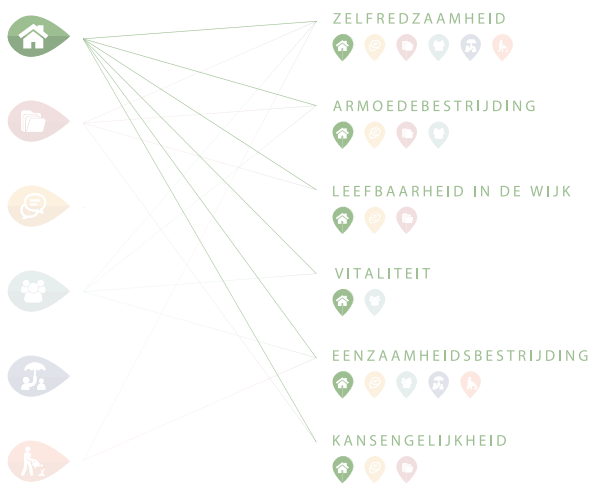 ZELFREDZAAMHEID
ARMOEDEBESTRIJDING
LEEFBAARHEID IN DE WIJK
VITALITEIT
EENZAAMHEIDSBESTRIJDING
KANSENGELIJKHEID